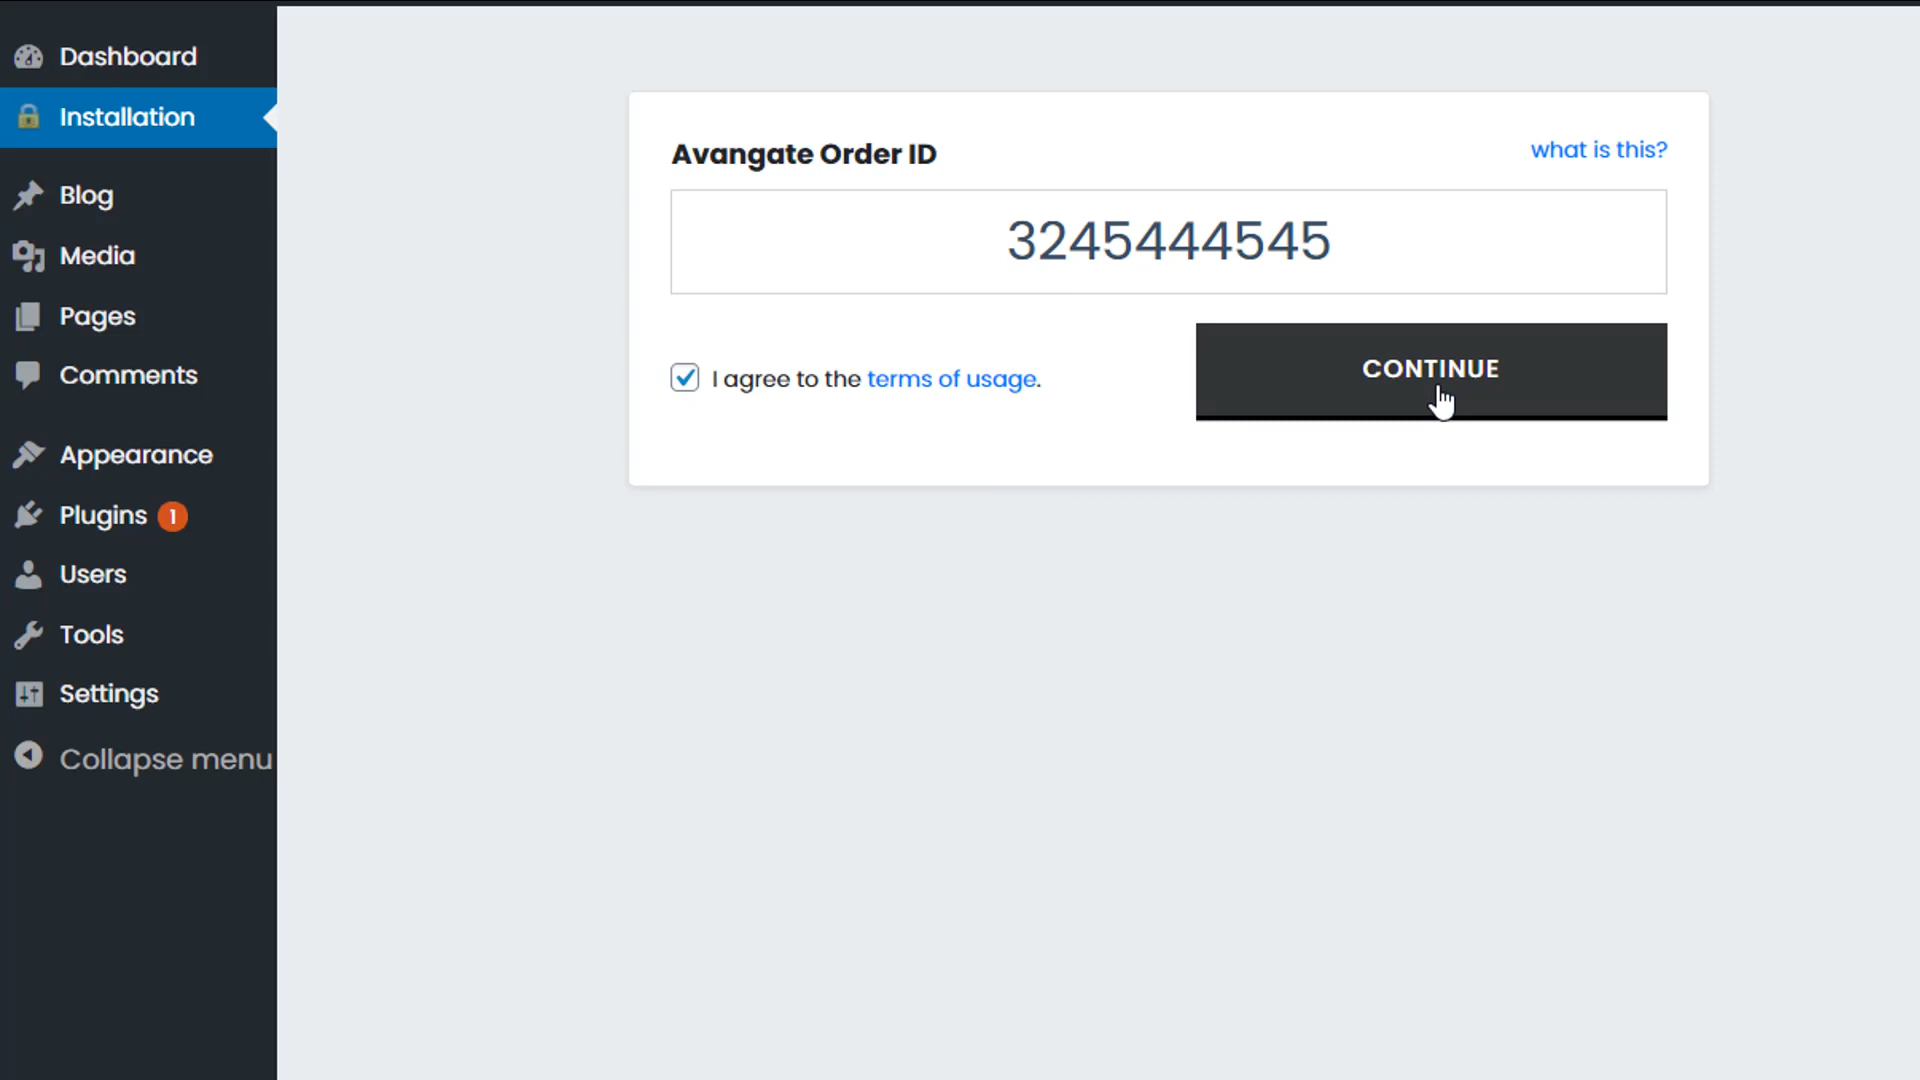 Dashboard
Installation
Blog
Media
Pages
Comments
Appearance
Plugins 1
Users
Tools
Settings
Collapse menu
Avangate Order ID
what is this?
3245444545
I agree to the terms of usage.
CONTINUE